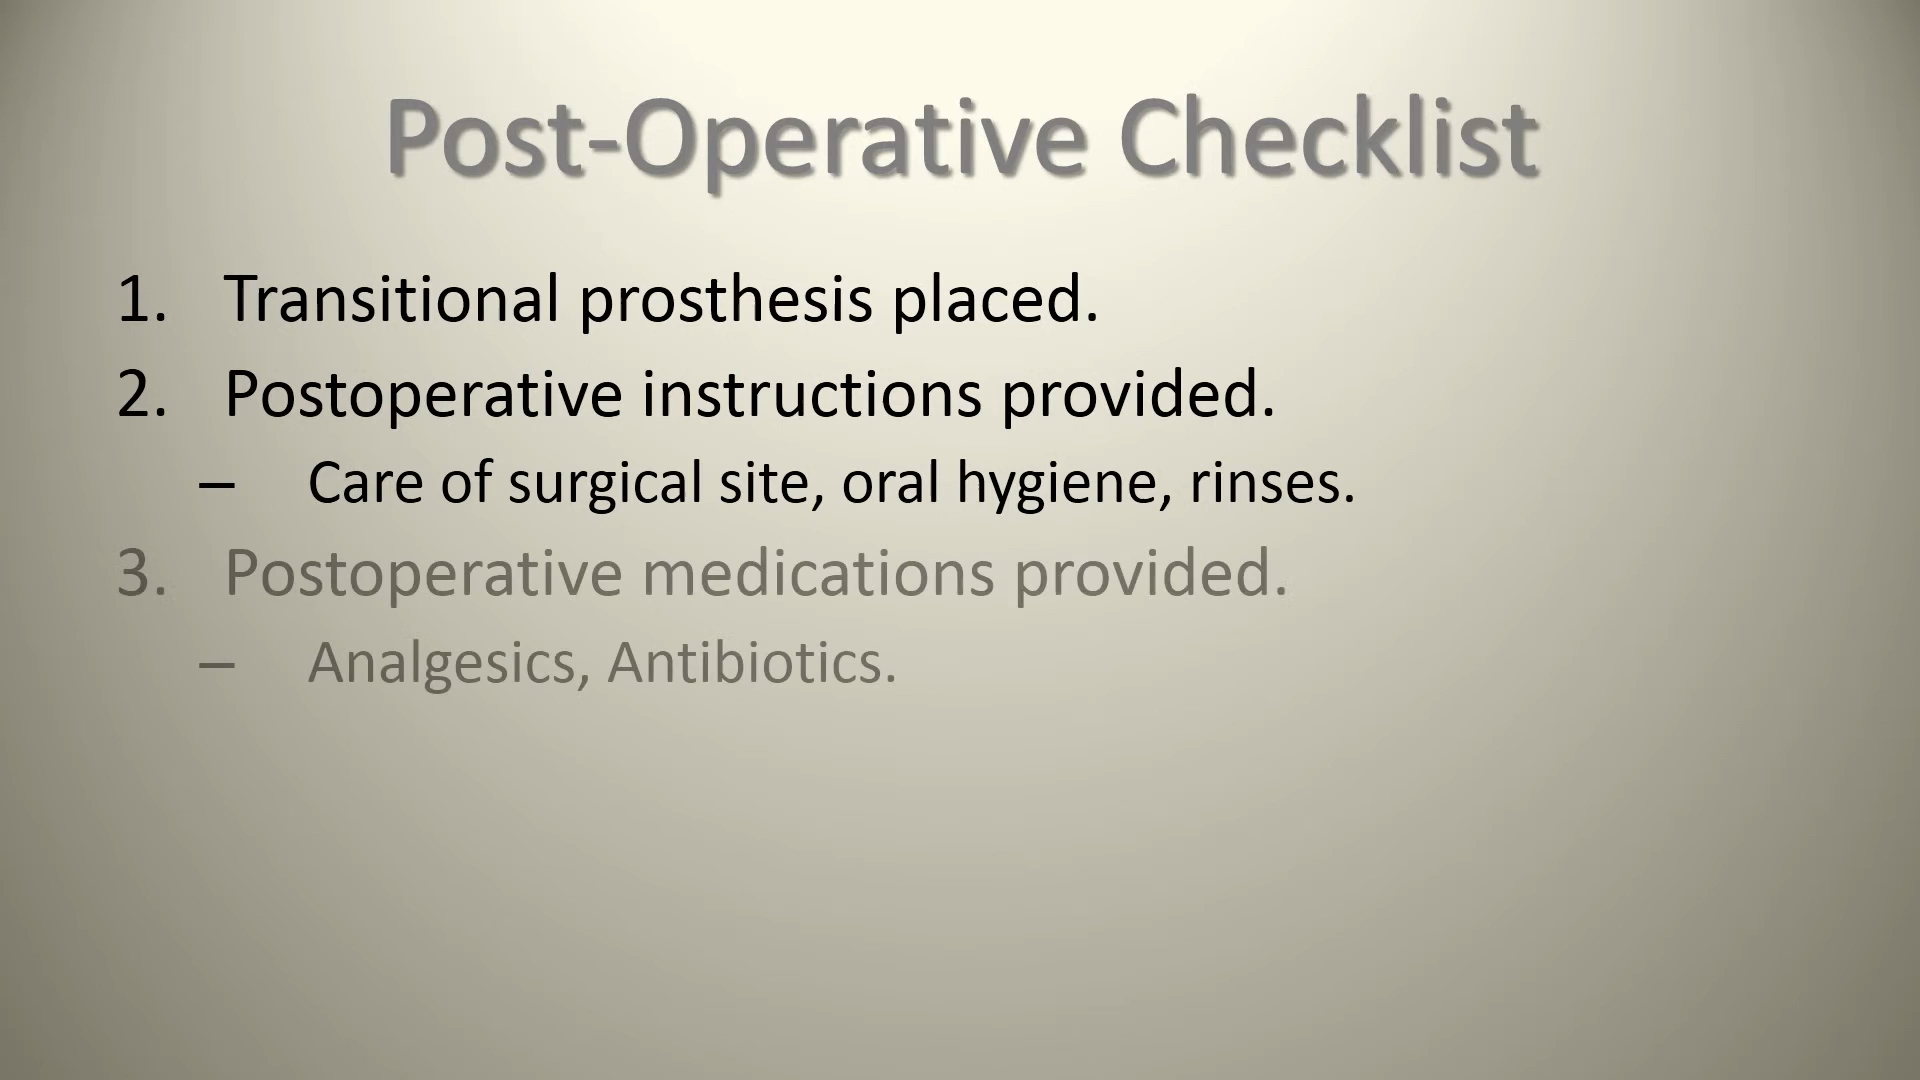 Post-Operative Checklist
1. Transitional prosthesis placed.
2. Postoperative instructions provided.
– Care of surgical site, oral hygiene, rinses.
3. Postoperative medications provided.
– Analgesics, Antibiotics.